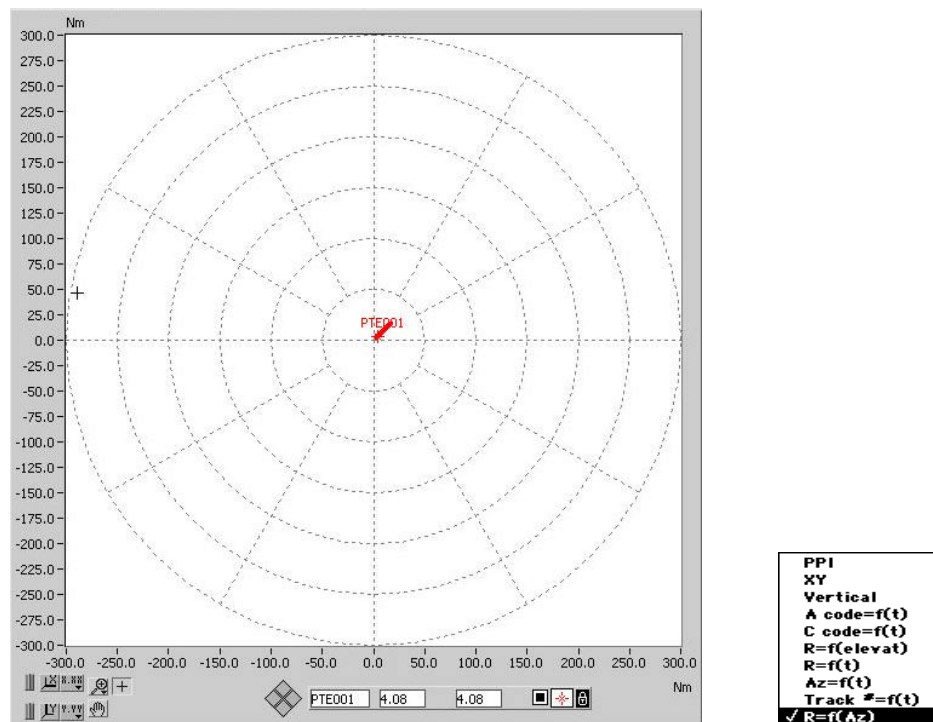 Nm
300.0
275.0
250.0
225.0
200.0
175.0
150.0
125.0
100.0
75.0
50.0
25.0
0.0
-25.0
-50.0
-75.0
-100.0
-125.0
-150.0
-175.0
-200.0
-225.0
-250.0
-275.0
-300.0
PTE001
-300.0 -250.0 -200.0 -150.0 -100.0 -50.0 0.0 50.0 100.0 150.0 200.0 250.0 300.0
Nm
X X.XX
PTE001 4.08 4.08
Y Y.YY
PPI
XY
Vertical
A code=f(t)
C code=f(t)
R=f(elevat)
R=f(t)
Az=f(t)
Track #=f(t)
√ R=f(Az)